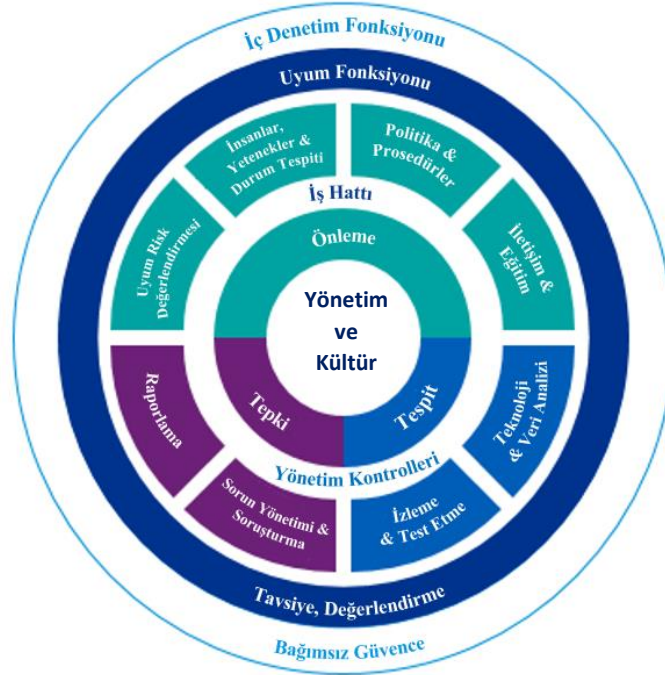 İç Denetim Fonksiyonu
Uyum Fonksiyonu
İnsanlar,
Yetenekler &
Durum Tespiti
Politika &
Prosedürler
İş Hattı
Uyum Risk
Değerlendirmesi
Önleme
İletişim &
Eğitim
Yönetim
ve
Kültür
Raporlama
Tepki
Tespit
Teknoloji
& Veri Analizi
Yönetim Kontrolleri
Sorun Yönetimi &
Soruşturma
İzleme
& Test Etme
Tavsiye, Değerlendirme
Bağımsız Güvence